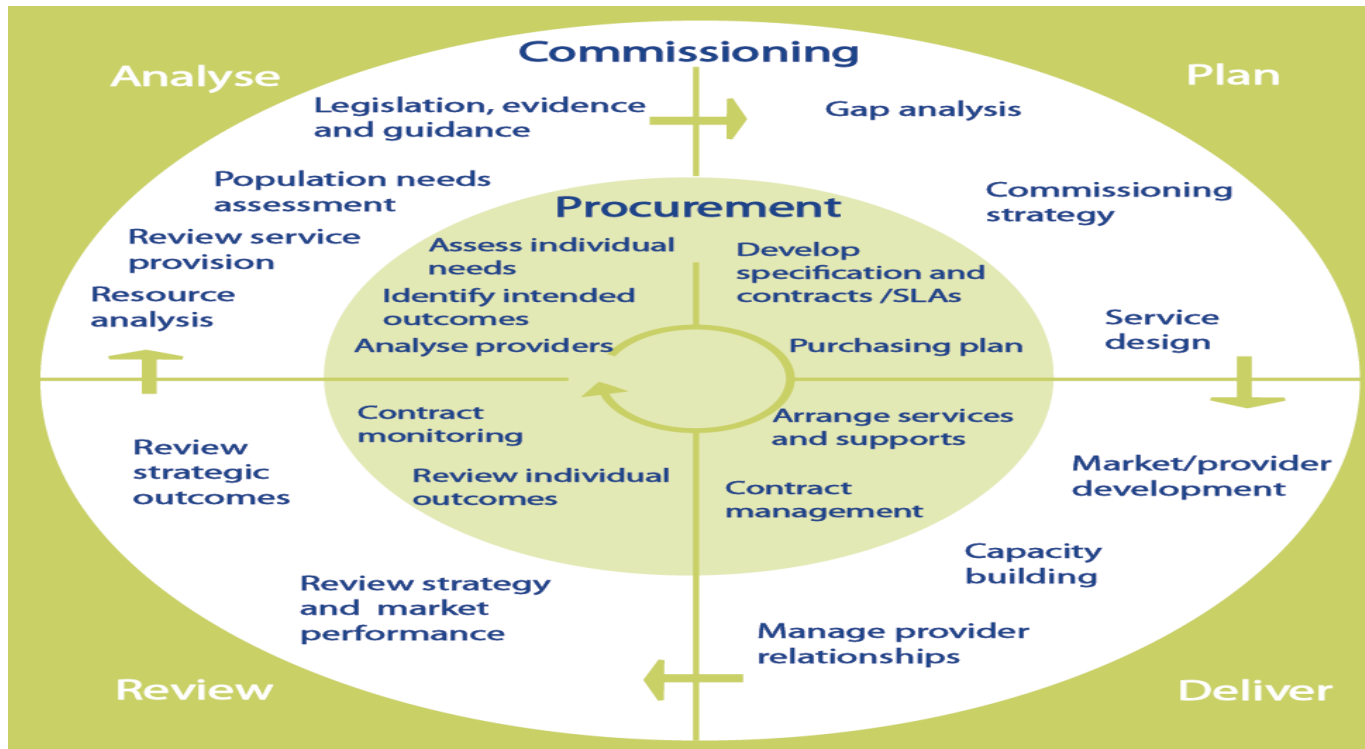 Commissioning
Analyse
Plan
Legislation, evidence
and guidance
Gap analysis
Population needs
assessment
Commissioning
strategy
Review service
provision
Resource
analysis
Service
design
Procurement
Assess individual
needs
Develop
specification and
contracts /SLAs
Identify intended
outcomes
Analyse providers
Purchasing plan
Contract
monitoring
Arrange services
and supports
Review individual
outcomes
Contract
management
Review
strategic
outcomes
Market/provider
development
Capacity
building
Review strategy
and market
performance
Manage provider
relationships
Review
Deliver